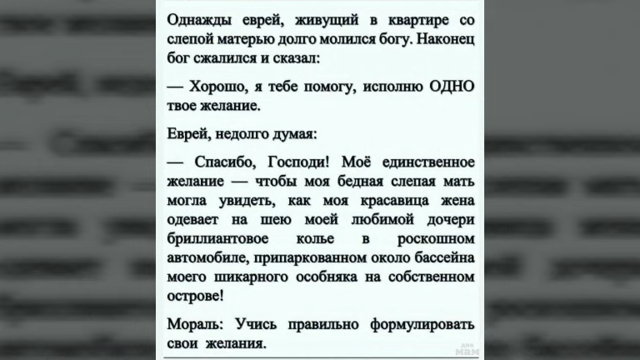 Однажды еврей, живущий в квартире со
слепой матерью долго молился богу. Наконец
бог сжалился и сказал:
— Хорошо, я тебе помогу, исполню ОДНО
твое желание.
Еврей, недолго думая:
— Спасибо, Господи! Моё единственное
желание — чтобы моя бедная слепая мать
могла увидеть, как моя красавица жена
одевает на шею моей любимой дочери
бриллиантовое колье в роскошном
автомобиле, припаркованном около бассейна
моего шикарного особняка на собственном
острове!
Мораль: Учись правильно формулировать
свои желания.
для
мам